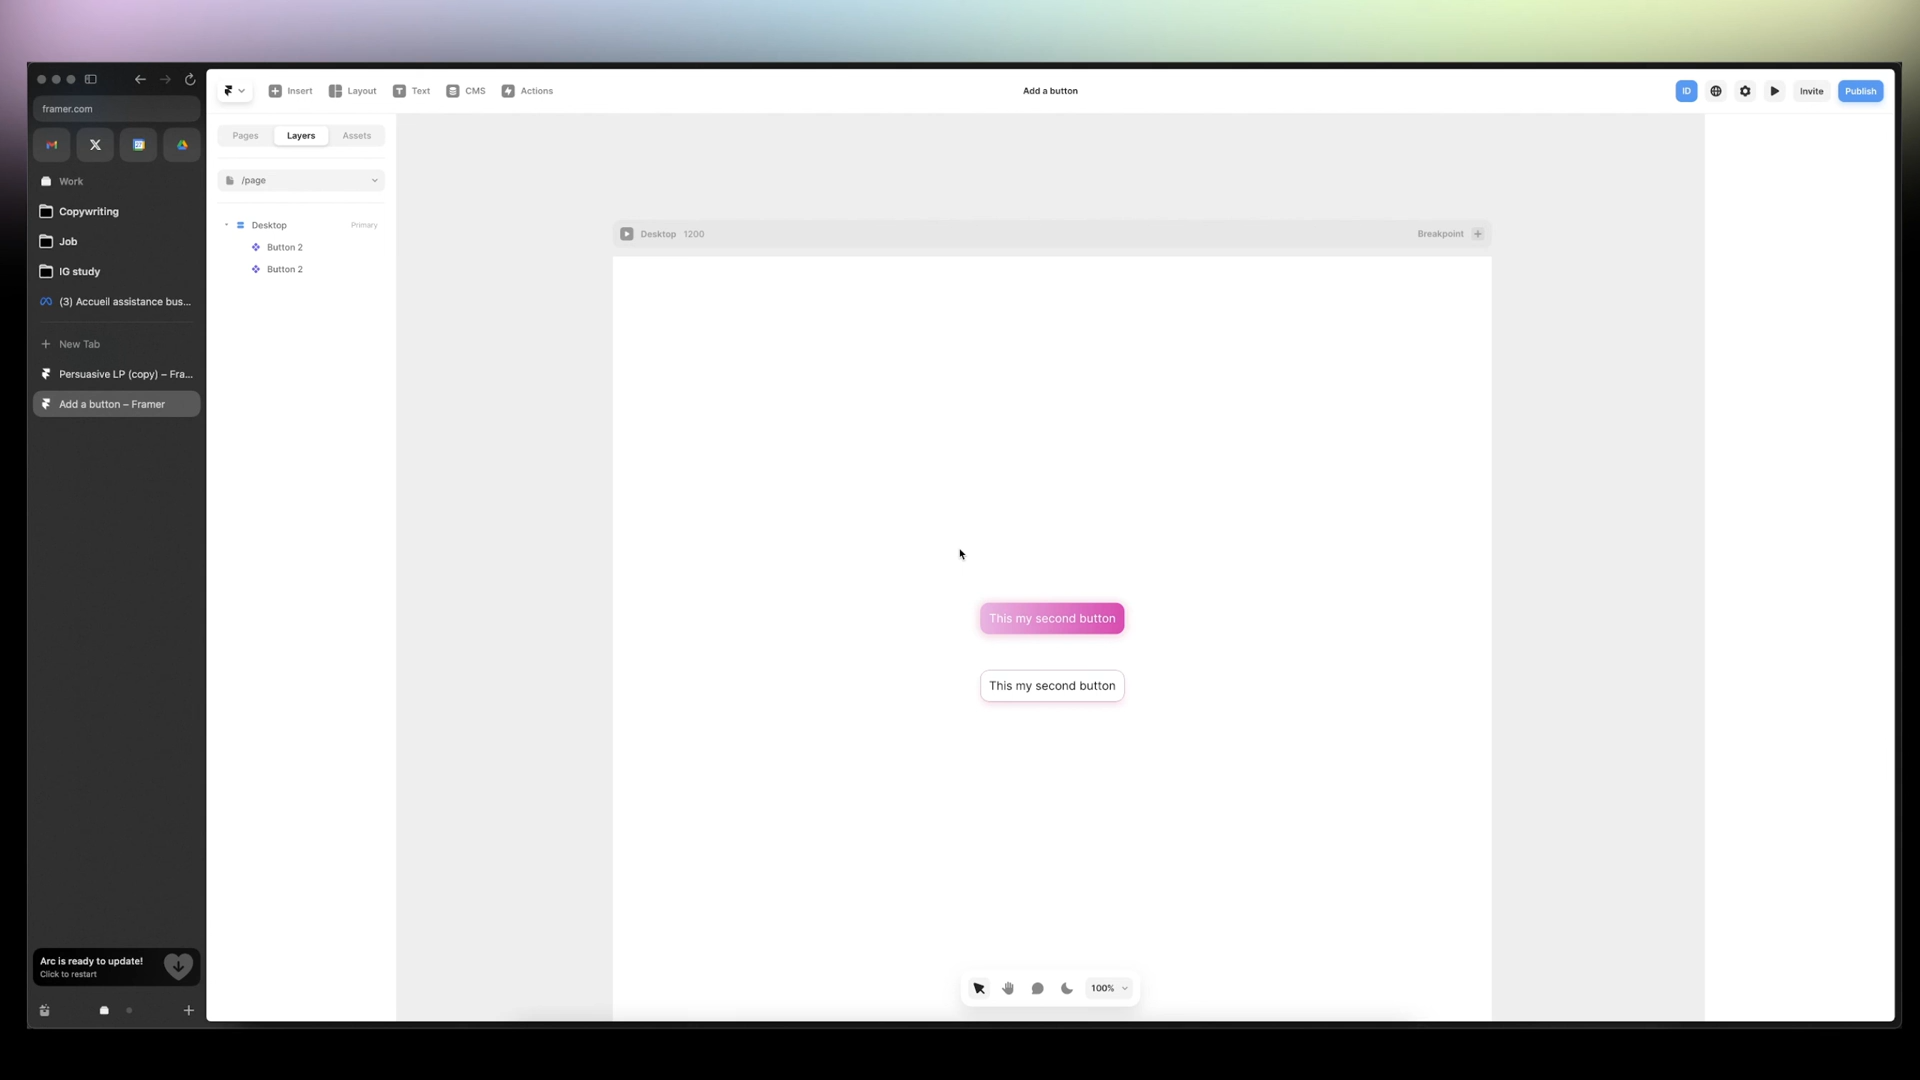 framer.com
Work
Copywriting
Job
IG study
(3) Accueil assistance bus...
New Tab
Persuasive LP (copy) – Fra...
Add a button – Framer
Arc is ready to update!
Click to restart
Insert
Layout
Text
CMS
Actions
Add a button
ID
Invite
Publish
Pages
Layers
Assets
/page
Desktop
Primary
Button 2
Button 2
Desktop 1200
Breakpoint
This my second button
This my second button
100%